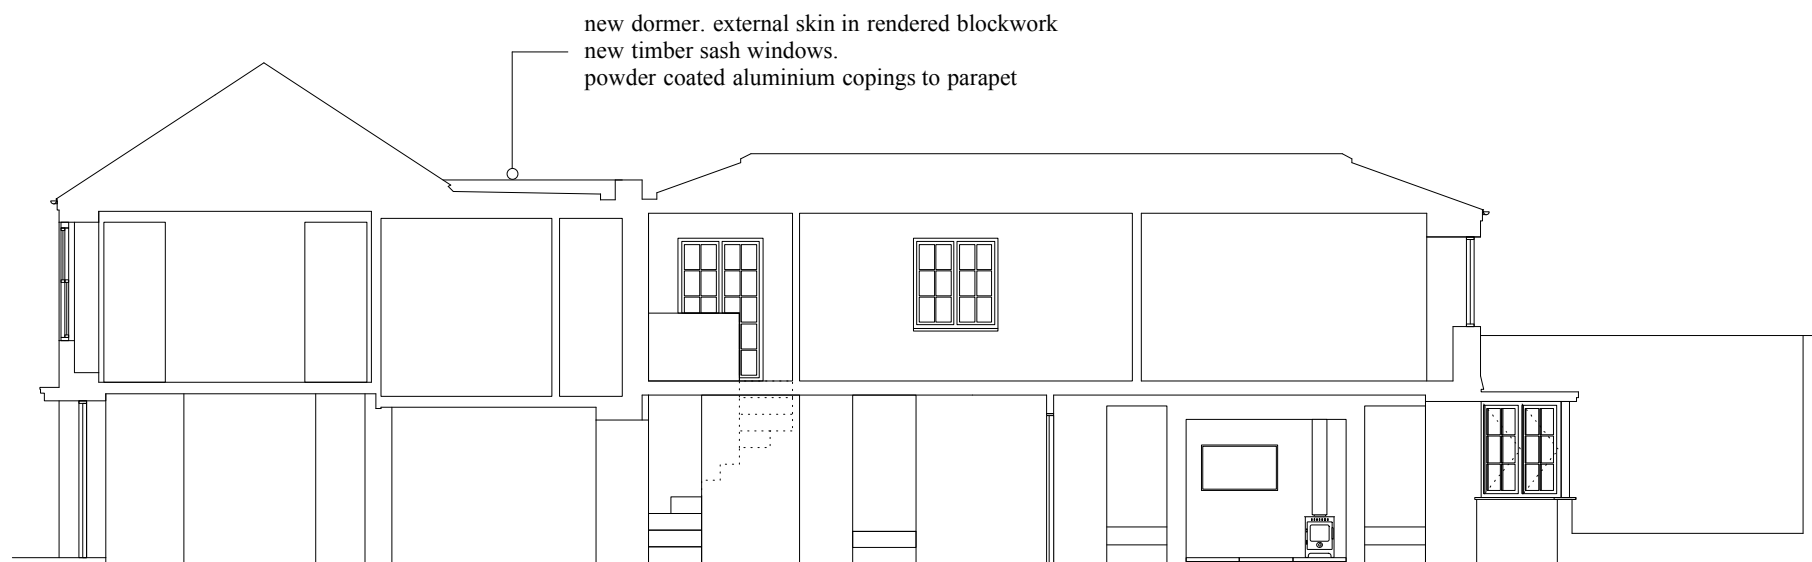 new dormer. external skin in rendered blockwork
new timber sash windows.
powder coated aluminium copings to parapet